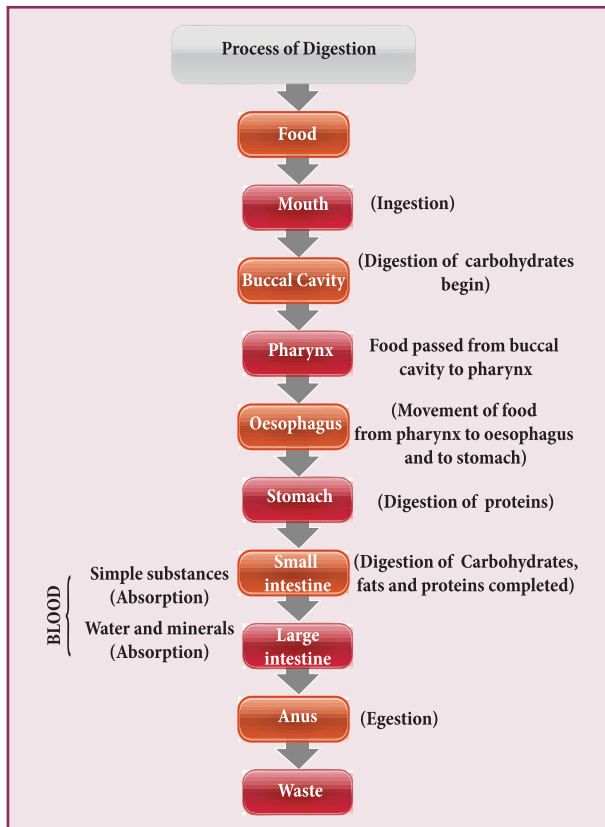 Process of Digestion
Food
Mouth
(Ingestion)
Buccal Cavity
(Digestion of carbohydrates
begin)
Pharynx
Food passed from buccal
cavity to pharynx
Oesophagus
(Movement of food
from pharynx to oesophagus
and to stomach)
Stomach
(Digestion of proteins)
BLOOD
Simple substances
(Absorption)
Small
intestine
(Digestion of Carbohydrates,
fats and proteins completed)
Water and minerals
(Absorption)
Large
intestine
Anus
(Egestion)
Waste